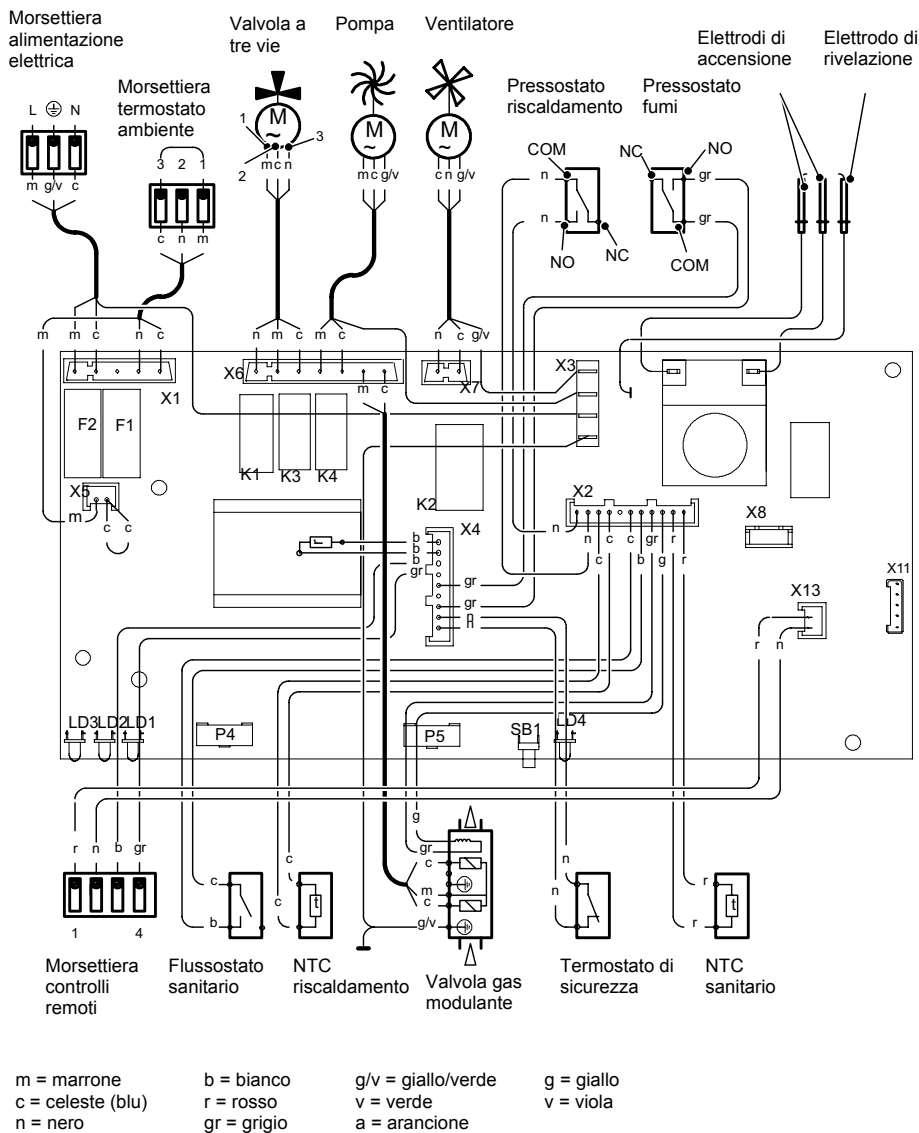 Morsettiera
alimentazione
elettrica
Valvola a
tre vie
Pompa
Ventilatore
Elettrodi di
accensione
Elettrodo di
rivelazione
Morsettiera
termostato
ambiente
Pressostato
riscaldamento
Pressostato
fumi
L N
1
M
~
3
2
M
~
M
~
3 2 1
COM
NC
NO
m g/v c
m c n
m c g/v
c n g/v
n
gr
n
gr
NO
NC
COM
c n m
m m c n c
n m c m c
n c g/v
X1
X6
m c
X7
X3
F2
F1
K1
K3
K4
K2
X5
m
c
c
X4
X2
X8
X11
X13
n
n
c
c
c
b
gr
g
r
r
b
b
b
gr
gr
gr
n
n
r
n
LD3
LD2
LD1
P4
P5
SB1
LD4
r n b gr
1 4
c
b
c
c
t
g
gr
c
m
c
g/v
n
n
r
r
t
Morsettiera
controlli
remoti
Flussostato
sanitario
NTC
riscaldamento
Valvola gas
modulante
Termostato di
sicurezza
NTC
sanitario
m = marrone
b = bianco
g/v = giallo/verde
g = giallo
c = celeste (blu)
r = rosso
v = verde
v = viola
n = nero
gr = grigio
a = arancione